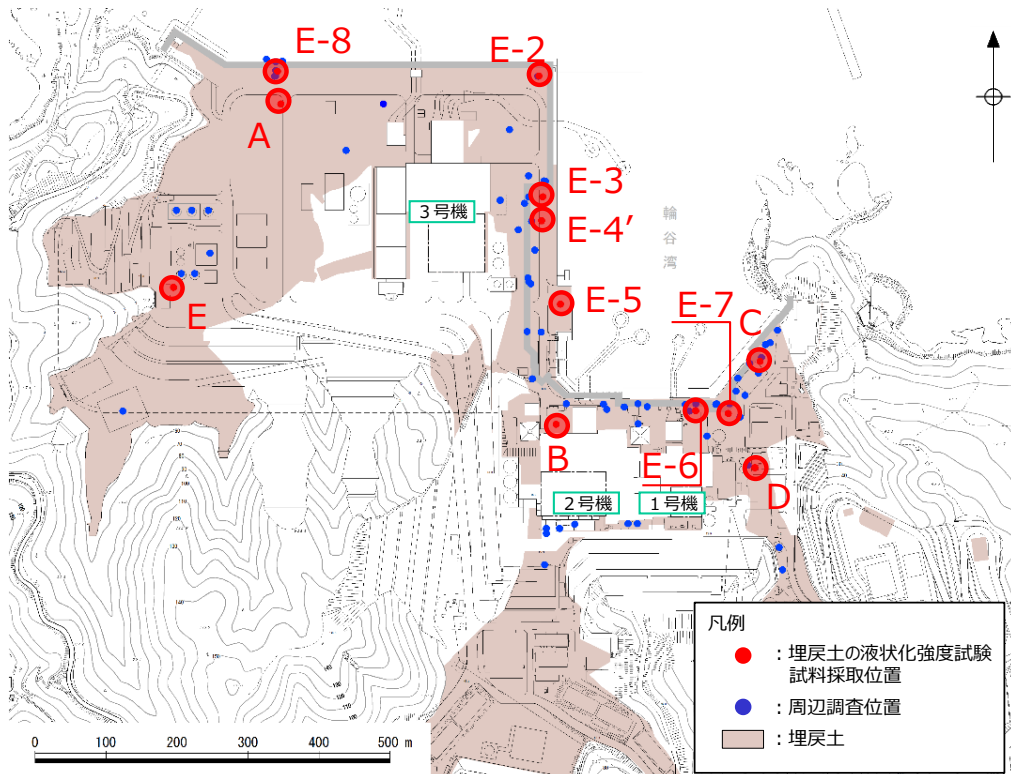 E-8
E-2
A
E-3
3号機
E-4’
輪谷湾
E
E-5
E-7
C
B
E-6
D
2号機
1号機
凡例
：埋戻土の液状化強度試験
試料採取位置
：周辺調査位置
：埋戻土
0 100 200 300 400 500 m